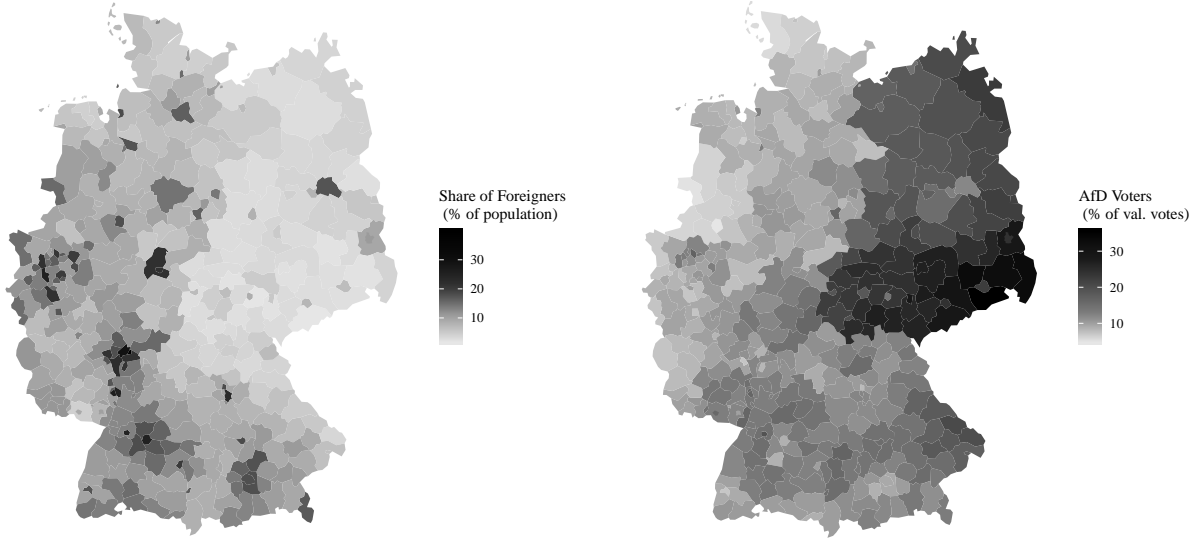 Share of Foreigners
(% of population)
30
20
10
AfD Voters
(% of val. votes)
30
20
10